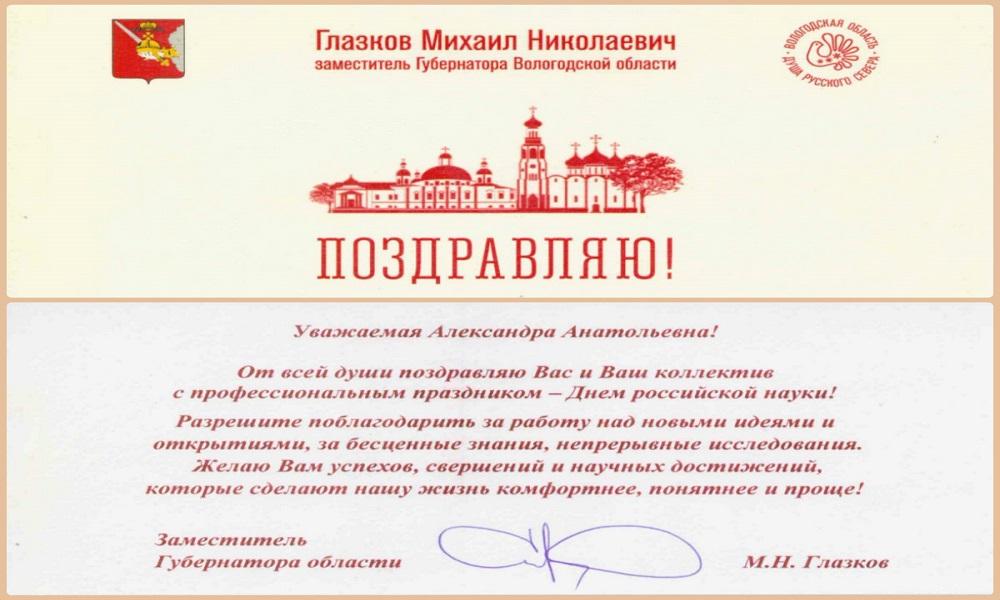 Глазков Михаил Николаевич
заместитель Губернатора Вологодской области
ВОЛОГОДСКАЯ ОБЛАСТЬ
ДУША РУССКОГО СЕВЕРА
ПОЗДРАВЛЯЮ!
Уважаемая Александра Анатольевна!
От всей души поздравляю Вас и Ваш коллектив
с профессиональным праздником – Днем российской науки!
Разрешите поблагодарить за работу над новыми идеями и
открытиями, за бесценные знания, непрерывные исследования.
Желаю Вам успехов, свершений и научных достижений,
которые сделают нашу жизнь комфортнее, понятнее и проще!
Заместитель
Губернатора области
М.Н. Глазков